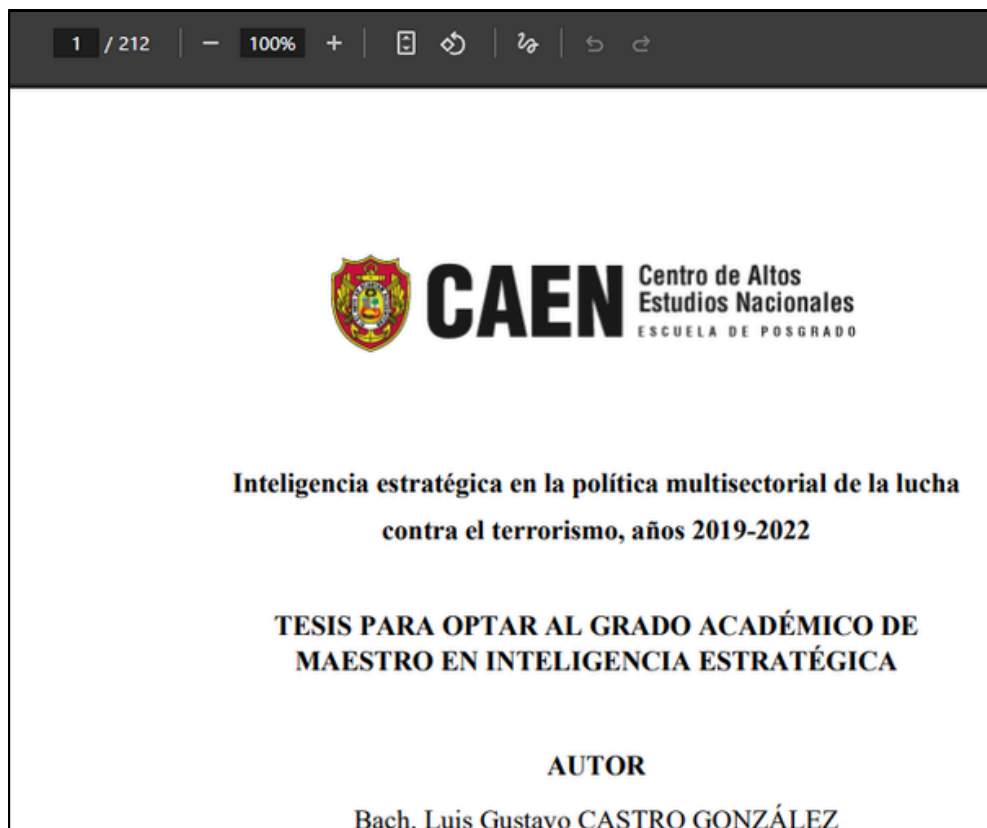 1 / 212 100%
CAEN Centro de Altos
Estudios Nacionales
ESCUELA DE POSGRADO
Inteligencia estratégica en la política multisectorial de la lucha
contra el terrorismo, años 2019-2022
TESIS PARA OPTAR AL GRADO ACADÉMICO DE
MAESTRO EN INTELIGENCIA ESTRATÉGICA
AUTOR
Bach. Luis Gustavo CASTRO GONZÁLEZ